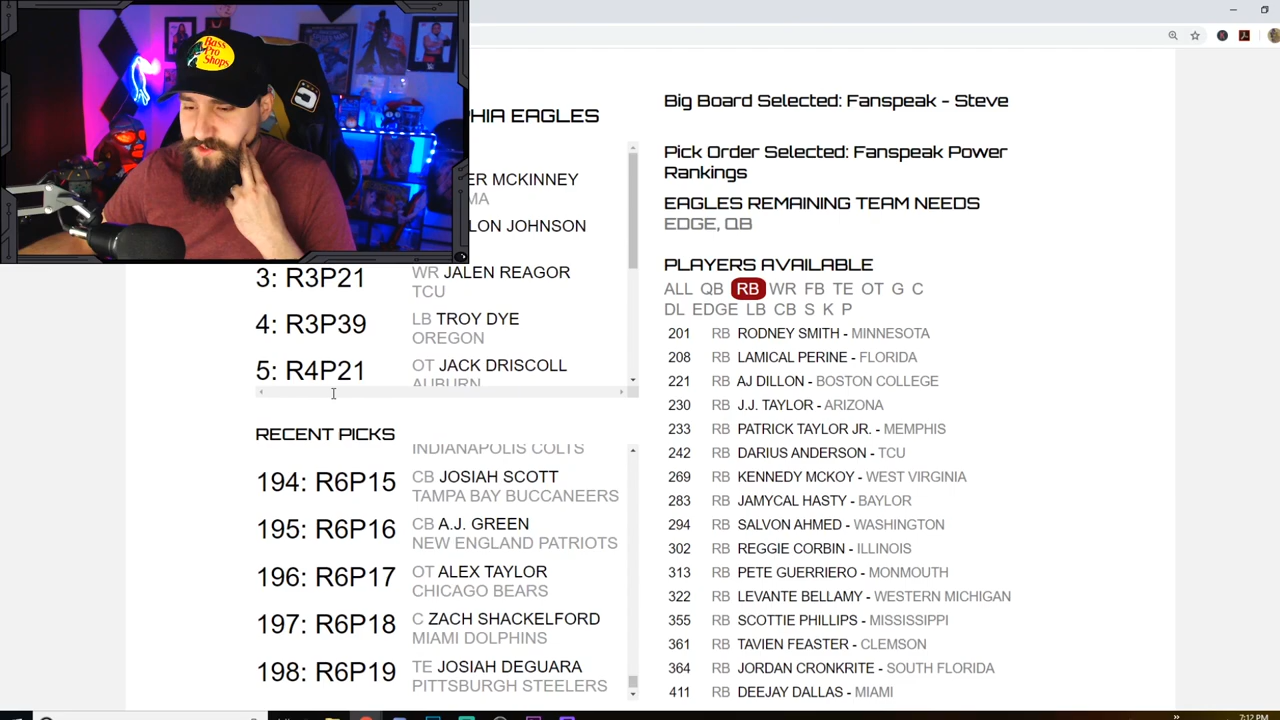 Bass
Pro
Shops
HIA EAGLES
ER MCKINNEY
MA
LON JOHNSON
3: R3P21
WR JALEN REAGOR
TCU
4: R3P39
LB TROY DYE
OREGON
5: R4P21
OT JACK DRISCOLL
AUBURN
RECENT PICKS
INDIANAPOLIS COLTS
194: R6P15
CB JOSIAH SCOTT
TAMPA BAY BUCCANEERS
195: R6P16
CB A.J. GREEN
NEW ENGLAND PATRIOTS
196: R6P17
OT ALEX TAYLOR
CHICAGO BEARS
197: R6P18
C ZACH SHACKELFORD
MIAMI DOLPHINS
198: R6P19
TE JOSIAH DEGUARA
PITTSBURGH STEELERS
Big Board Selected: Fanspeak - Steve
Pick Order Selected: Fanspeak Power
Rankings
EAGLES REMAINING TEAM NEEDS
EDGE, QB
PLAYERS AVAILABLE
ALL QB RB WR FB TE OT G C
DL EDGE LB CB S K P
201 RB RODNEY SMITH - MINNESOTA
208 RB LAMICAL PERINE - FLORIDA
221 RB AJ DILLON - BOSTON COLLEGE
230 RB J.J. TAYLOR - ARIZONA
233 RB PATRICK TAYLOR JR. - MEMPHIS
242 RB DARIUS ANDERSON - TCU
269 RB KENNEDY MCKOY - WEST VIRGINIA
283 RB JAMYCAL HASTY - BAYLOR
294 RB SALVON AHMED - WASHINGTON
302 RB REGGIE CORBIN - ILLINOIS
313 RB PETE GUERRIERO - MONMOUTH
322 RB LEVANTE BELLAMY - WESTERN MICHIGAN
355 RB SCOTTIE PHILLIPS - MISSISSIPPI
361 RB TAVIEN FEASTER - CLEMSON
364 RB JORDAN CRONKRITE - SOUTH FLORIDA
411 RB DEEJAY DALLAS - MIAMI
7:12 PM